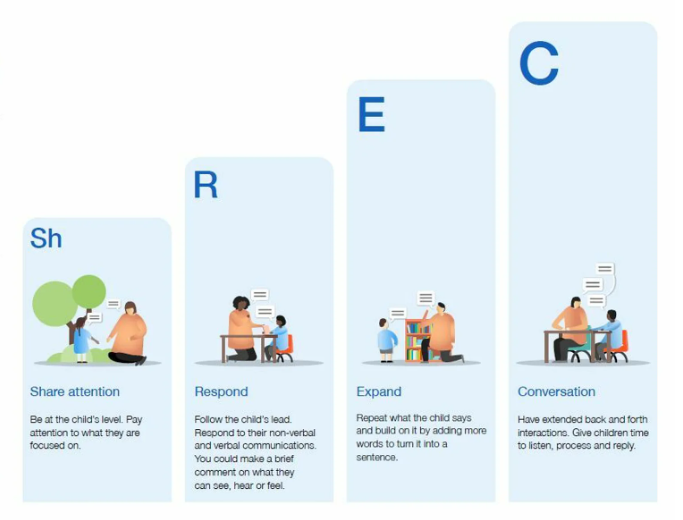 Sh
Share attention
Be at the child's level. Pay
attention to what they are
focused on.
R
Respond
Follow the child's lead.
Respond to their non-verbal
and verbal communications.
You could make a brief
comment on what they
can see, hear or feel.
E
Expand
Repeat what the child says
and build on it by adding more
words to turn it into a
sentence.
C
Conversation
Have extended back and forth
interactions. Give children time
to listen, process and reply.